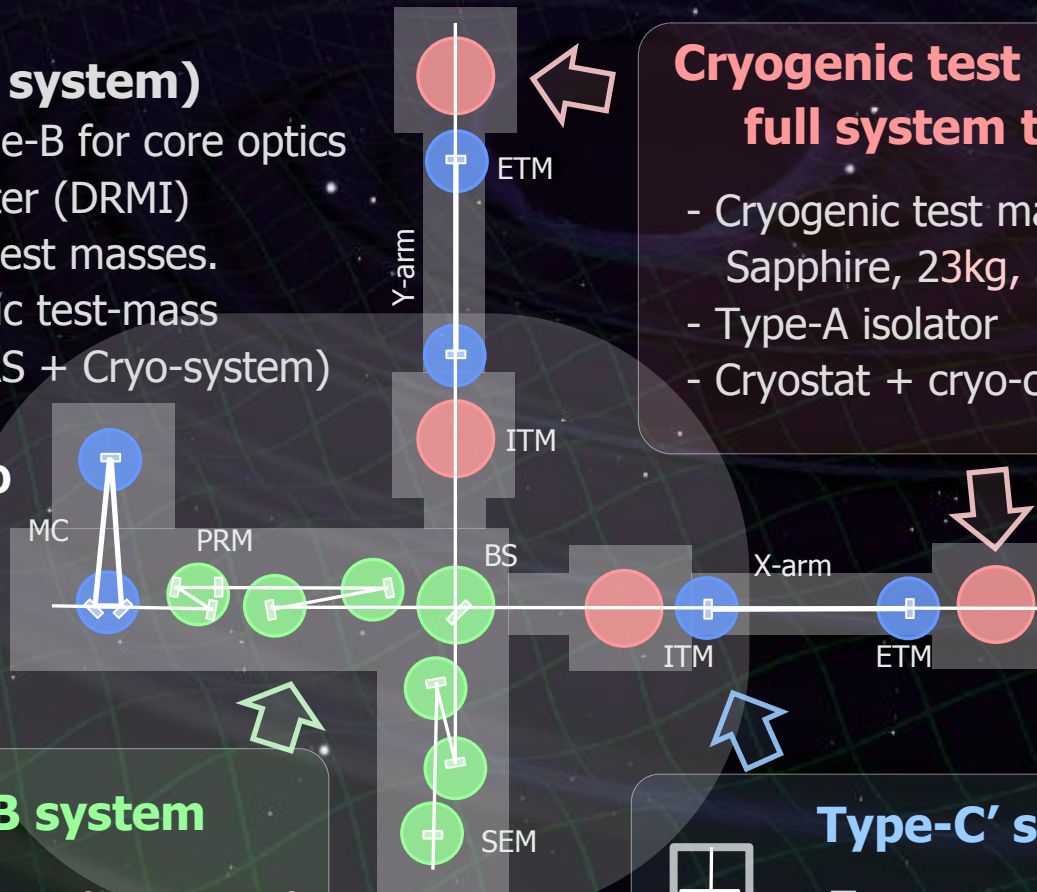 system)
e-B for core optics
ter (DRMI)
est masses.
ic test-mass
S + Cryo-system)
Cryogenic test
full system t
- Cryogenic test ma
Sapphire, 23kg,
- Type-A isolator
- Cryostat + cryo-c
ETM
Y-arm
ITM
MC
PRM
BS
X-arm
ITM
ETM
SEM
B system
Type-C’ s